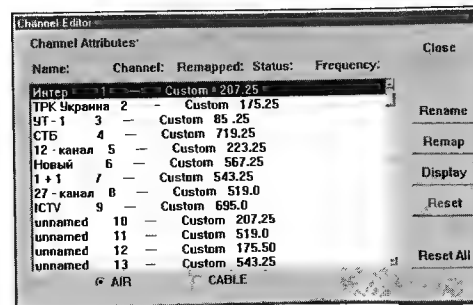 Channel Editor
Channel Attributes:
Close
Name: Channel: Remapped: Status: Frequency:
Интер 1 — Custom 207.25
ТРК Украина 2 - Custom 175.25
УТ-1 3 — Custom 85.25
СТБ 4 — Custom 719.25
12 - канал 5 — Custom 223.25
Новый 6 — Custom 567.25
1 + 1 7 — Custom 543.25
27 - канал 8 — Custom 519.0
ICTV 9 — Custom 695.0
unnamed 10 — Custom 207.25
unnamed 11 — Custom 519.0
unnamed 12 — Custom 175.50
unnamed 13 — Custom 543.25
Rename
Remap
Display
Reset
Reset All
AIR CABLE